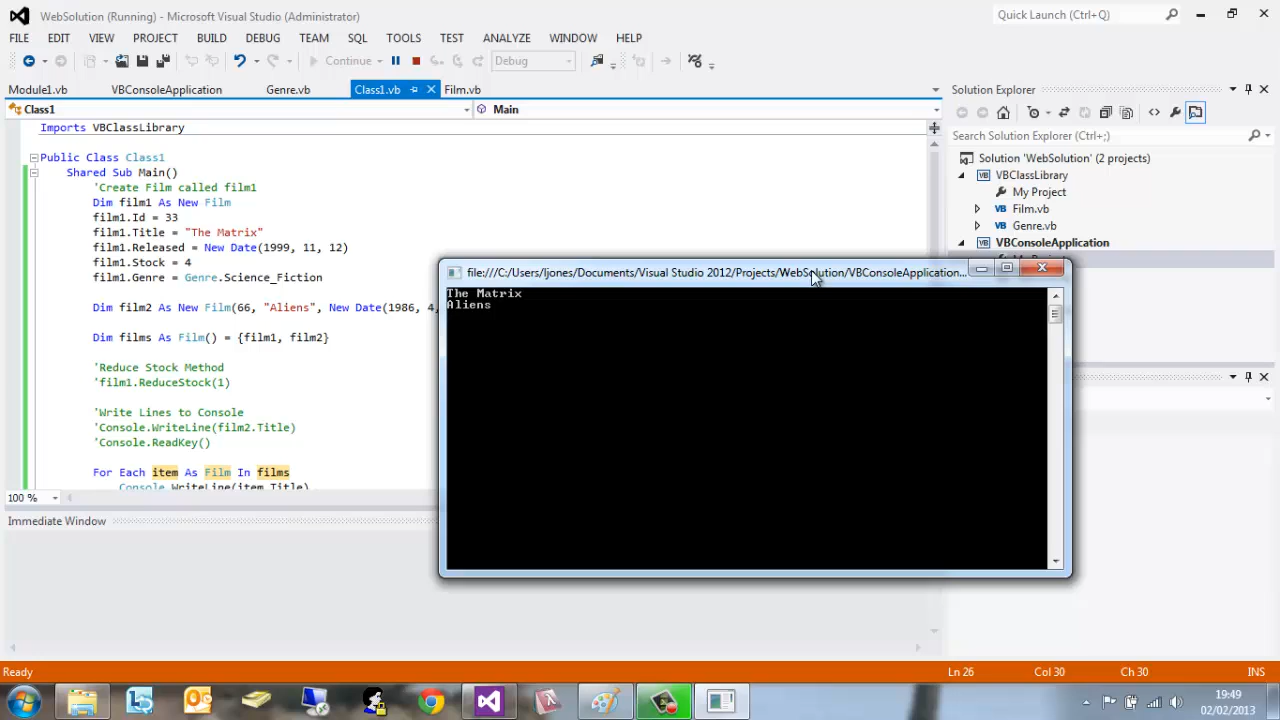 WebSolution (Running) - Microsoft Visual Studio (Administrator)
Quick Launch (Ctrl+Q)
FILE EDIT VIEW PROJECT BUILD DEBUG TEAM SQL TOOLS TEST ANALYZE WINDOW HELP
Continue Debug
Module1.vb VBConsoleApplication Genre.vb Class1.vb Film.vb
Class1 Main
Imports VBClassLibrary
Public Class Class1
Shared Sub Main()
'Create Film called film1
Dim film1 As New Film
film1.Id = 33
film1.Title = "The Matrix"
film1.Released = New Date(1999, 11, 12)
film1.Stock = 4
film1.Genre = Genre.Science_Fiction
Dim film2 As New Film(66, "Aliens", New Date(1986, 4,
Dim films As Film() = {film1, film2}
'Reduce Stock Method
'film1.ReduceStock(1)
'Write Lines to Console
'Console.WriteLine(film2.Title)
'Console.ReadKey()
For Each item As Film In films
Console.WriteLine(item.Title)
100 %
Immediate Window
file:///C:/Users/ljones/Documents/Visual Studio 2012/Projects/WebSolution/VBConsoleApplication...
The Matrix
Aliens
Solution Explorer
Search Solution Explorer (Ctrl+;)
Solution 'WebSolution' (2 projects)
VBClassLibrary
My Project
Film.vb
Genre.vb
VBConsoleApplication
Ready Ln 26 Col 30 Ch 30 INS
19:49
02/02/2013